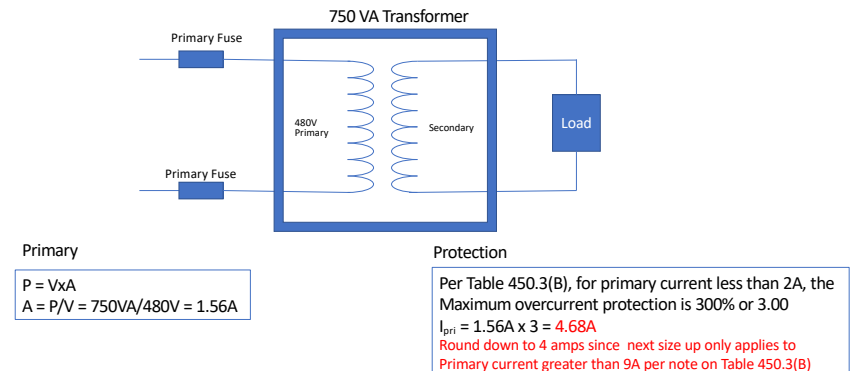 750 VA Transformer
Primary Fuse
480V
Primary
Secondary
Load
Primary Fuse
Primary
P = VxA
A = P/V = 750VA/480V = 1.56A
Protection
Per Table 450.3(B), for primary current less than 2A, the
Maximum overcurrent protection is 300% or 3.00
Ipri = 1.56A x 3 = 4.68A
Round down to 4 amps since next size up only applies to
Primary current greater than 9A per note on Table 450.3(B)